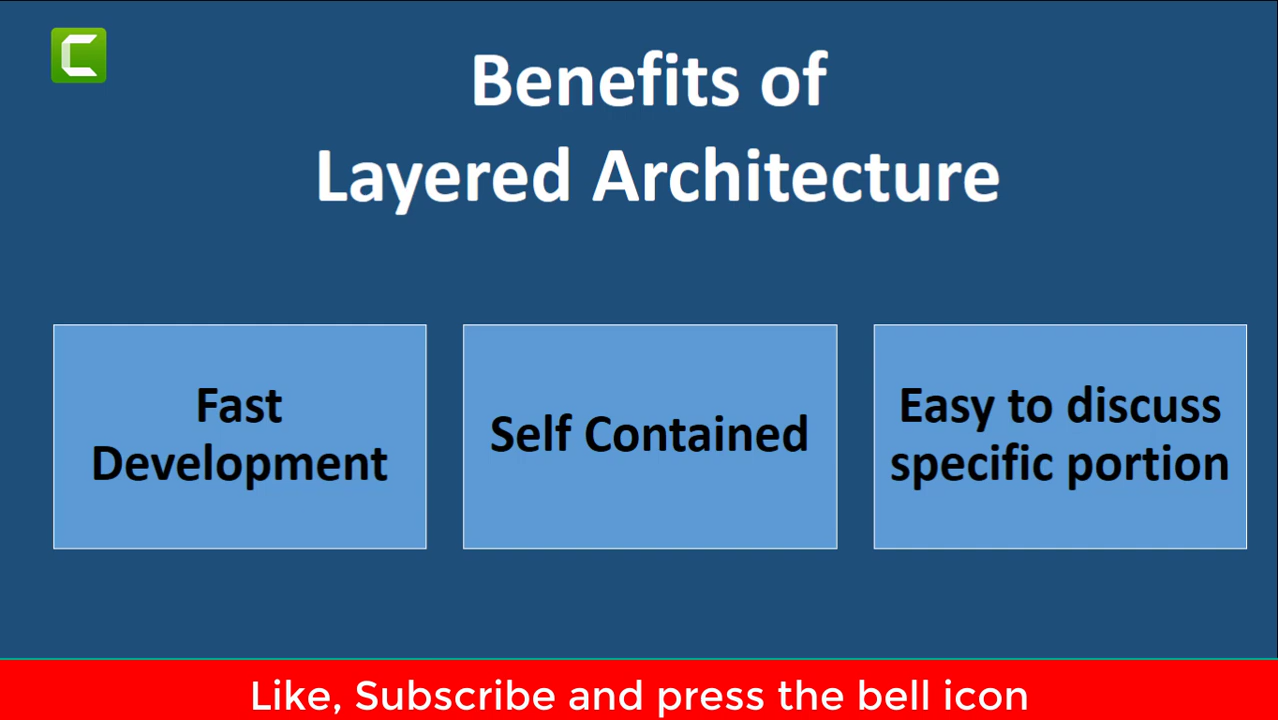 Benefits of
Layered Architecture
Fast
Development
Self Contained
Easy to discuss
specific portion
Like, Subscribe and press the bell icon